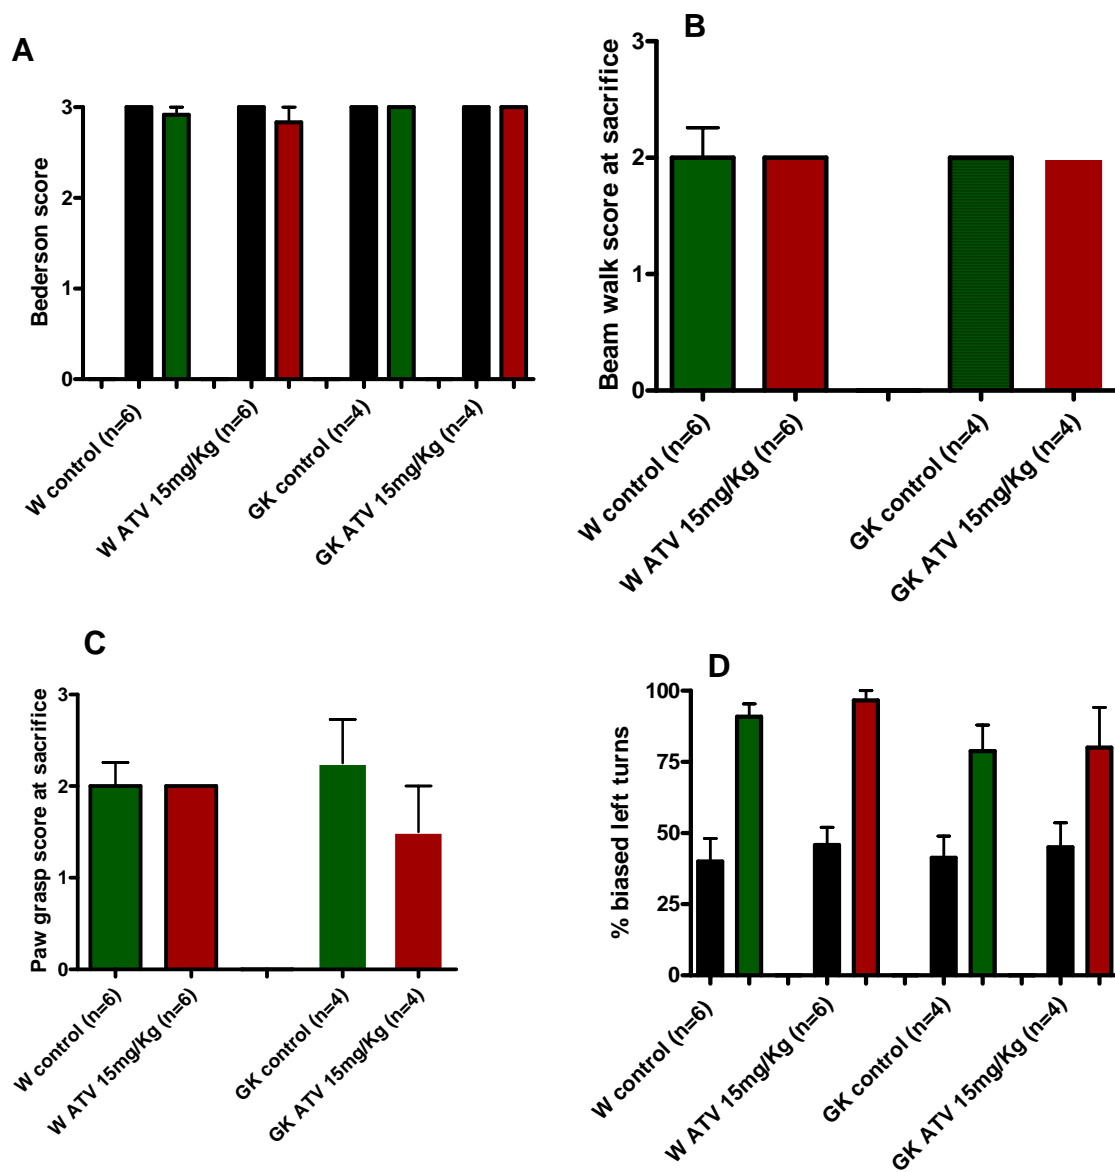 A
Bederson score
3
2
1
0
W control (n=6)
W ATV 15mg/Kg (n=6)
GK control (n=4)
GK ATV 15mg/Kg (n=4)
B
Beam walk score at sacrifice
3
2
1
0
W control (n=6)
W ATV 15mg/Kg (n=6)
GK control (n=4)
GK ATV 15mg/Kg (n=4)
C
Paw grasp score at sacrifice
3
2
1
0
W control (n=6)
W ATV 15mg/Kg (n=6)
GK control (n=4)
GK ATV 15mg/Kg (n=4)
D
% biased left turns
100
75
50
25
0
W control (n=6)
W ATV 15mg/Kg (n=6)
GK control (n=4)
GK ATV 15mg/Kg (n=4)